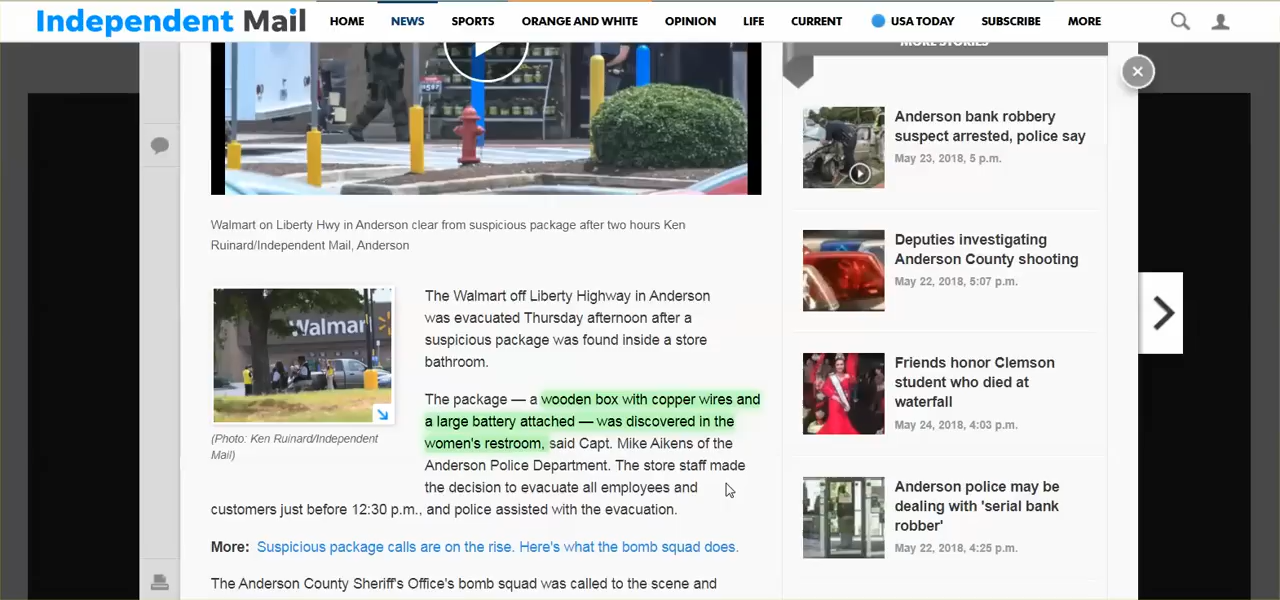 Independent Mail
HOME NEWS SPORTS ORANGE AND WHITE OPINION LIFE CURRENT USA TODAY SUBSCRIBE MORE
Walmart on Liberty Hwy in Anderson clear from suspicious package after two hours Ken
Ruinard/Independent Mail, Anderson
Walmart
(Photo: Ken Ruinard/Independent
Mail)
The Walmart off Liberty Highway in Anderson
was evacuated Thursday afternoon after a
suspicious package was found inside a store
bathroom.
The package — a wooden box with copper wires and
a large battery attached — was discovered in the
women's restroom, said Capt. Mike Aikens of the
Anderson Police Department. The store staff made
the decision to evacuate all employees and
customers just before 12:30 p.m., and police assisted with the evacuation.
More: Suspicious package calls are on the rise. Here's what the bomb squad does.
The Anderson County Sheriff's Office's bomb squad was called to the scene and
MORE STORIES
Anderson bank robbery
suspect arrested, police say
May 23, 2018, 5 p.m.
Deputies investigating
Anderson County shooting
May 22, 2018, 5:07 p.m.
Friends honor Clemson
student who died at
waterfall
May 24, 2018, 4:03 p.m.
Anderson police may be
dealing with 'serial bank
robber'
May 22, 2018, 4:25 p.m.